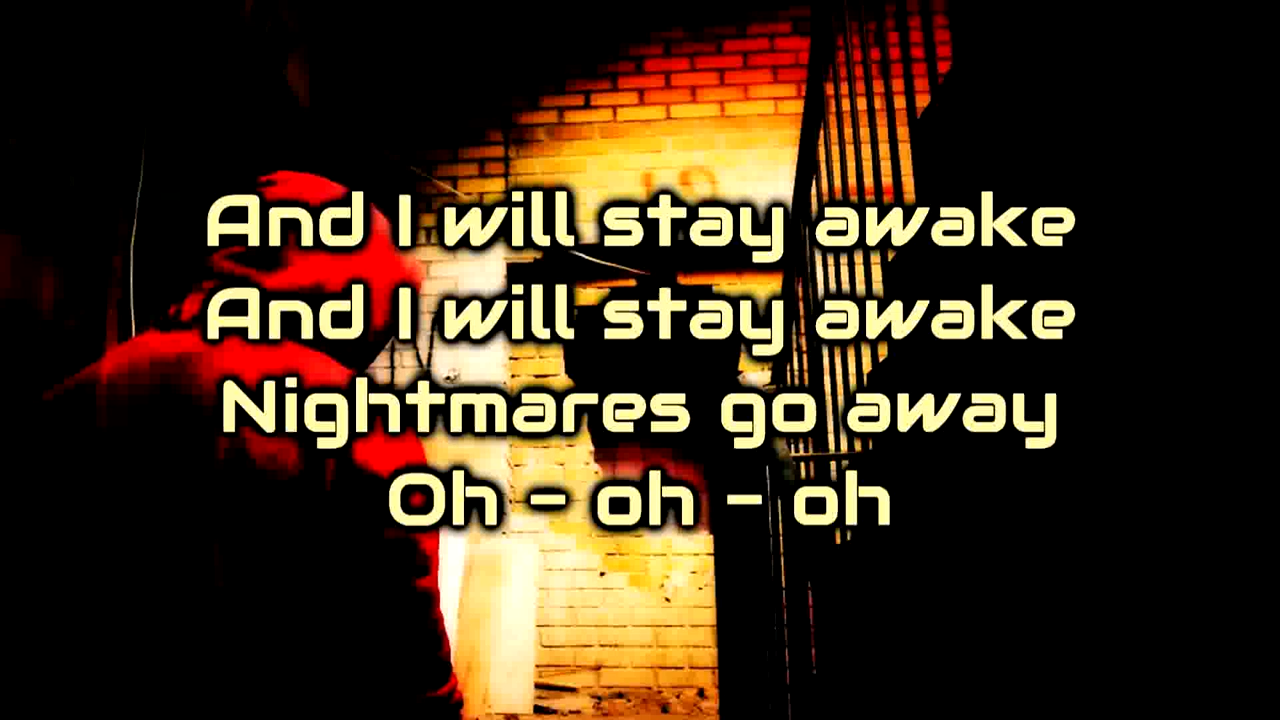 And I will stay awake
And I will stay awake
Nightmares go away
Oh - oh - oh